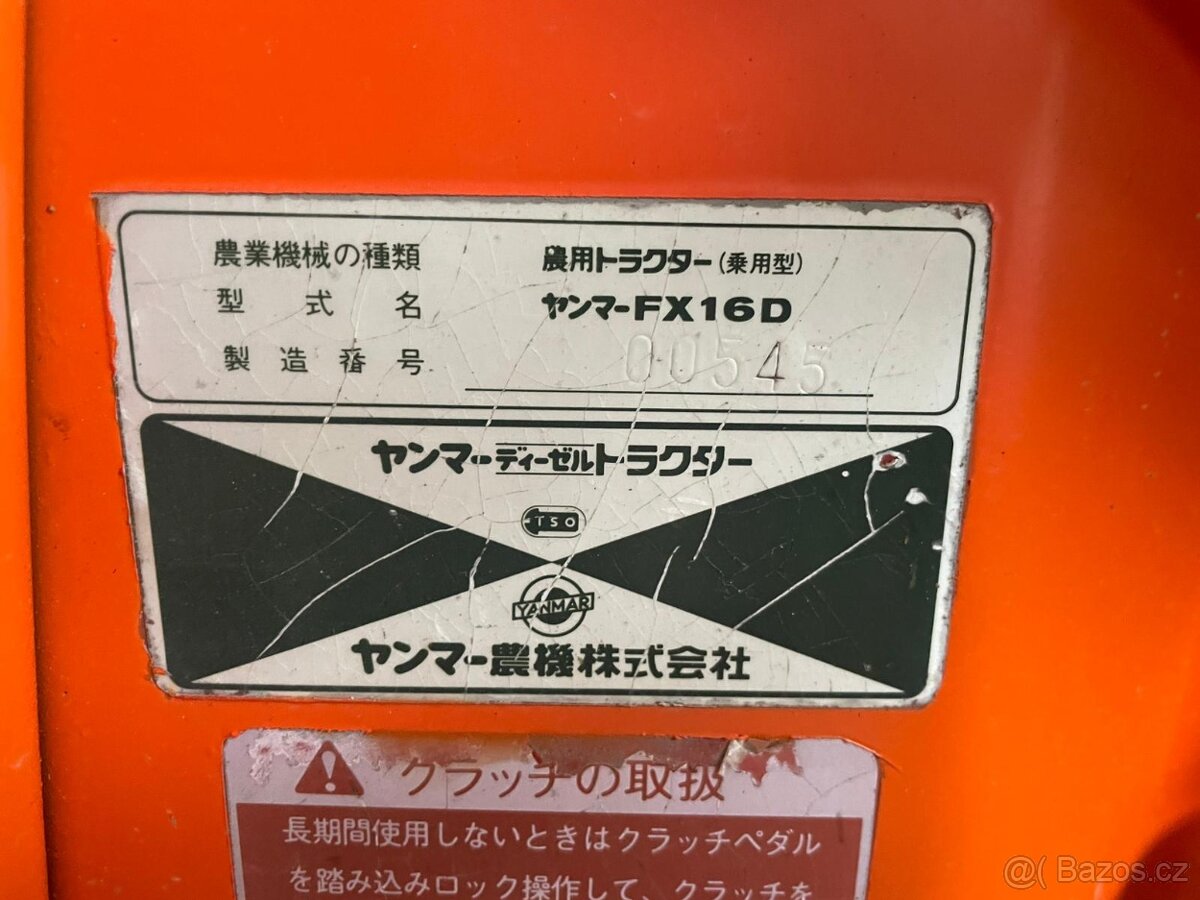 農業機械の種類 農用トラクター(乗用型)
型式名 ヤンマーFX16D
製造番号 00545
ヤンマーディーゼルトラクター
TSO
YANMAR
ヤンマー農機株式会社
クラッチの取扱
長期間使用しないときはクラッチペダル
を踏み込みロック操作して、クラッチを
@( Bazos.cz